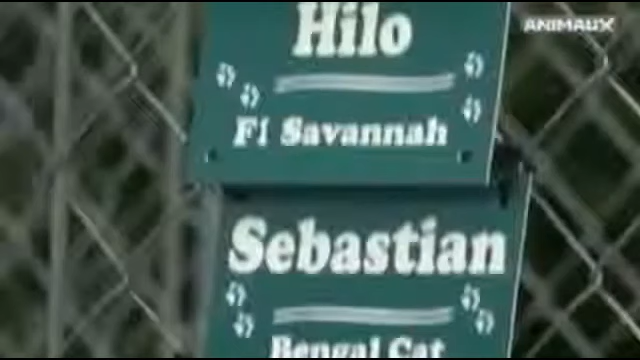 ANIMAUX
Hilo
F1 Savannah
Sebastian
Bengal Cat